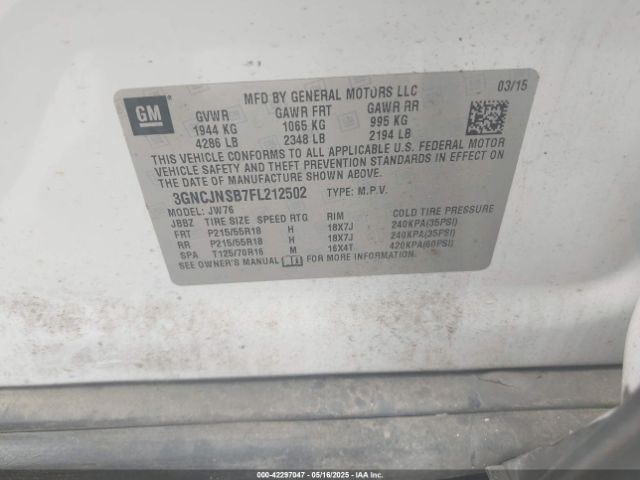 GM
MFD BY GENERAL MOTORS LLC
03/15
GVWR GAWR FRT GAWR RR
1944 KG 1065 KG 995 KG
4286 LB 2348 LB 2194 LB
THIS VEHICLE CONFORMS TO ALL APPLICABLE U.S. FEDERAL MOTOR
VEHICLE SAFETY AND THEFT PREVENTION STANDARDS IN EFFECT
ON THE DATE OF MANUFACTURE SHOWN ABOVE.
3GNCJNSB7FL212502 TYPE: M.P.V.
MODEL: JW76
JBBZ TIRE SIZE SPEED RTG RIM COLD TIRE PRESSURE
FRT P215/55R18 H 18X7J 240KPA(35PSI)
RR P215/55R18 H 18X7J 240KPA(35PSI)
SPA T125/70R16 M 16X4T 420KPA(60PSI)
SEE OWNER'S MANUAL FOR MORE INFORMATION.
© - 42297047 - 05/16/2025 - IAAI.COM